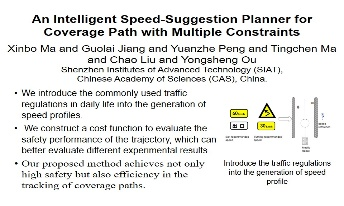 An Intelligent Speed-Suggestion Planner for
Coverage Path with Multiple Constraints
Xinbo Ma and Guolai Jiang and Yuanzhe Peng and Tingchen Ma
and Chao Liu and Yongsheng Ou
Shenzhen Institutes of Advanced Technology (SIAT),
Chinese Academy of Sciences (CAS), China.
• We introduce the commonly used traffic
regulations in daily life into the generation of
speed profiles
• We construct a cost function to evaluate the
safety performance of the trajectory, which can
better evaluate different experimental results
• Our proposed method achieves not only
high safety but also efficiency in the
tracking of coverage paths.
Introduce the traffic regulations
into the generation of speed
profile